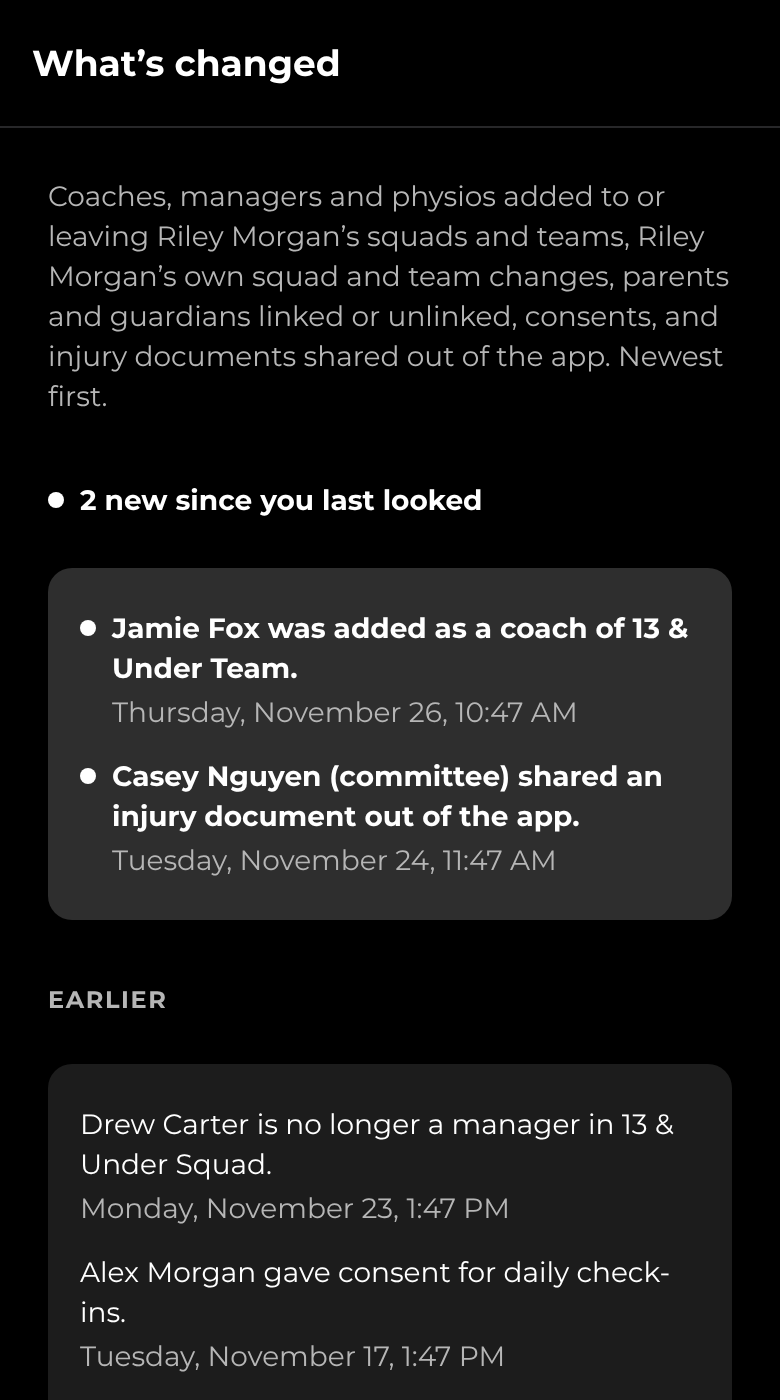 What’s changed
Coaches, managers and physios added to or
leaving Riley Morgan’s squads and teams, Riley
Morgan’s own squad and team changes, parents
and guardians linked or unlinked, consents, and
injury documents shared out of the app. Newest
first.
2 new since you last looked
Jamie Fox was added as a coach of 13 &
Under Team.
Thursday, November 26, 10:47 AM
Casey Nguyen (committee) shared an
injury document out of the app.
Tuesday, November 24, 11:47 AM
EARLIER
Drew Carter is no longer a manager in 13 &
Under Squad.
Monday, November 23, 1:47 PM
Alex Morgan gave consent for daily check-
ins.
Tuesday, November 17, 1:47 PM